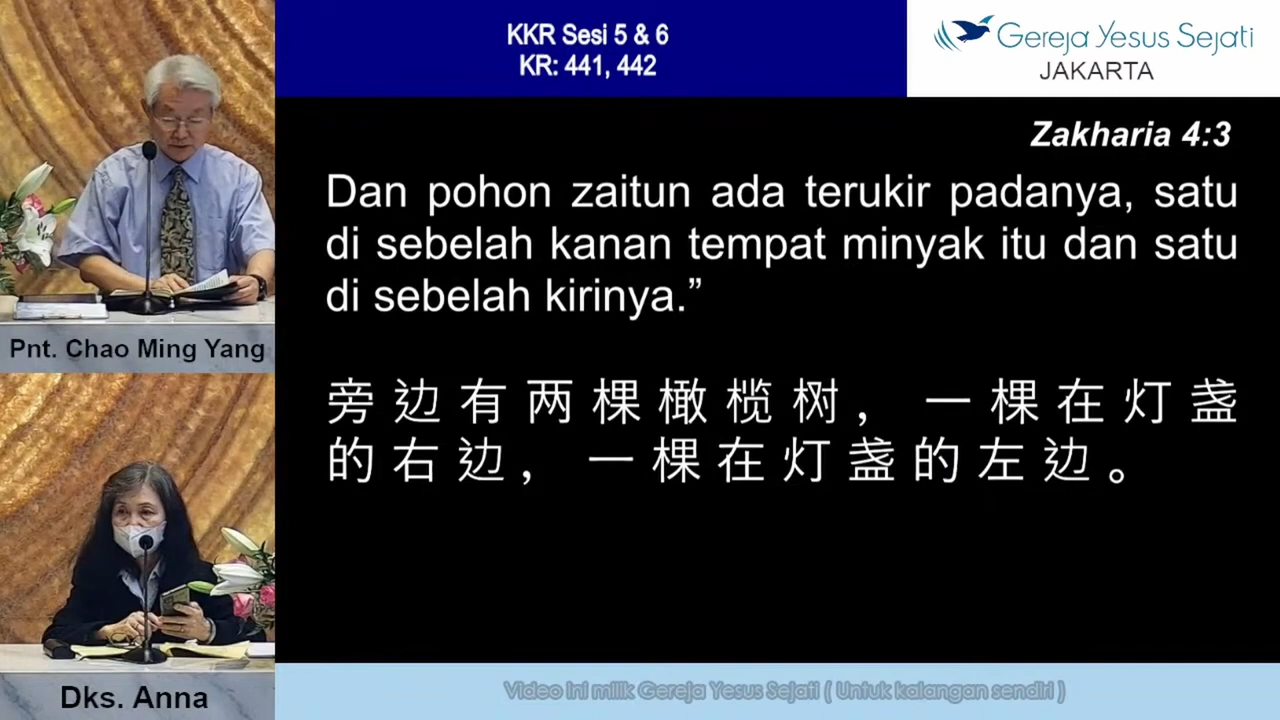 KKR Sesi 5 & 6
KR: 441, 442
Gereja Yesus Sejati
JAKARTA
Zakharia 4:3
Dan pohon zaitun ada terukir padanya, satu
di sebelah kanan tempat minyak itu dan satu
di sebelah kirinya.”
旁边有两棵橄榄树，一棵在灯盏
的右边，一棵在灯盏的左边。
Pnt. Chao Ming Yang
Dks. Anna
Video ini milik Gereja Yesus Sejati ( Untuk kalangan sendiri )